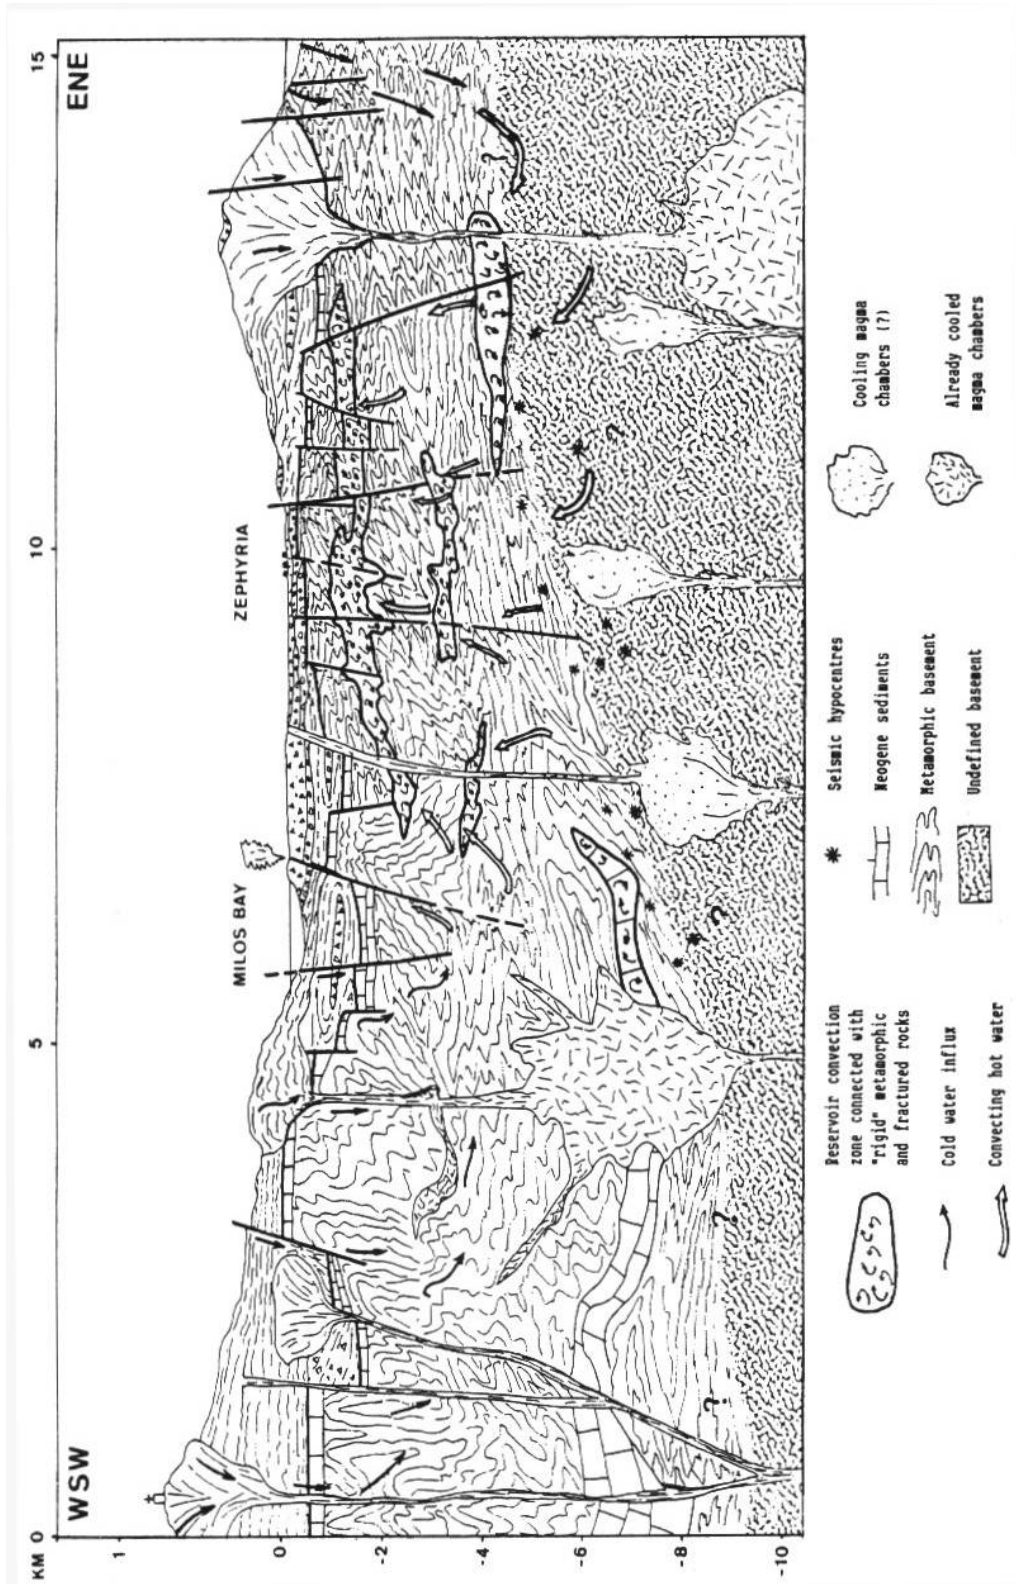 WSW
ENE
KM
0
5
10
15
1
0
-2
-4
-6
-8
-10
MILOS BAY
ZEPHYRIA
?
?
?
?
?
?
Reservoir convection
zone connected with
"rigid" metamorphic
and fractured rocks
Cold water influx
Convecting hot water
Seismic hypocentres
Neogene sediments
Metamorphic basement
Undefined basement
Cooling magma
chambers (?)
Already cooled
magma chambers